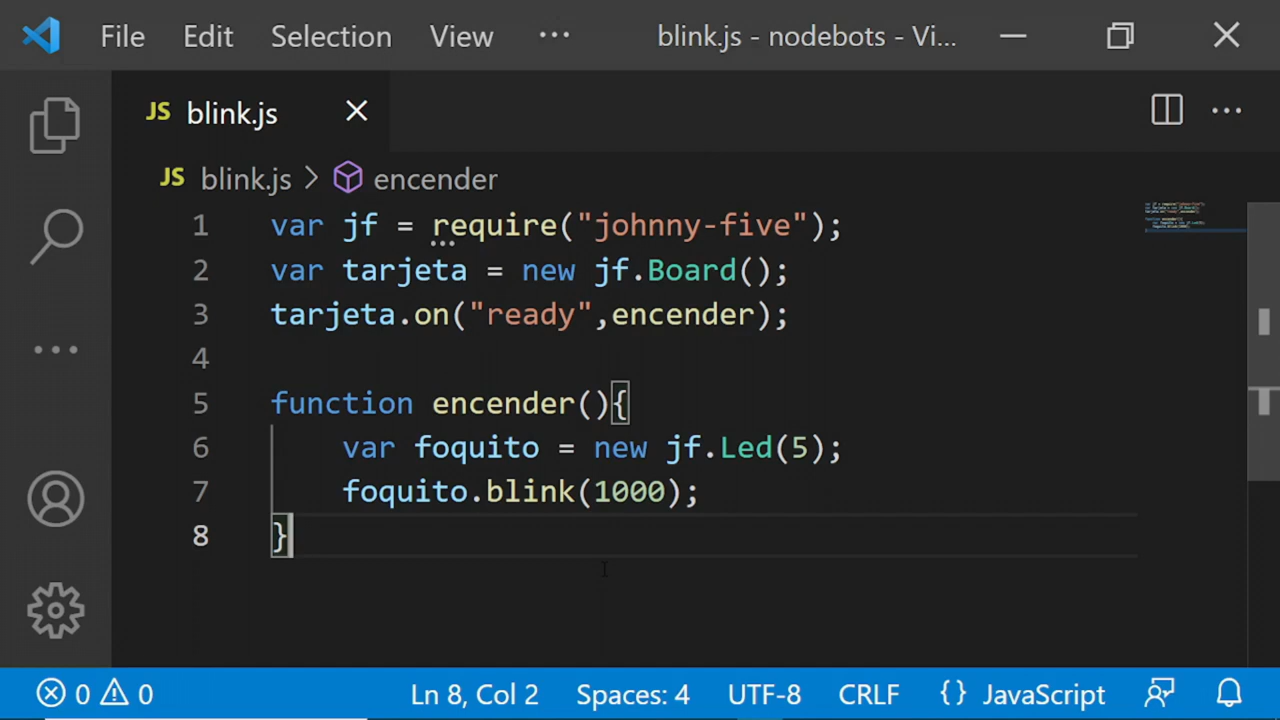 File Edit Selection View ··· blink.js - nodebots - Vi...
JS blink.js
JS blink.js > encender
1 var jf = require("johnny-five");
2 var tarjeta = new jf.Board();
3 tarjeta.on("ready",encender);
4
5 function encender(){
6     var foquito = new jf.Led(5);
7     foquito.blink(1000);
8 }
0 0 Ln 8, Col 2 Spaces: 4 UTF-8 CRLF {} JavaScript